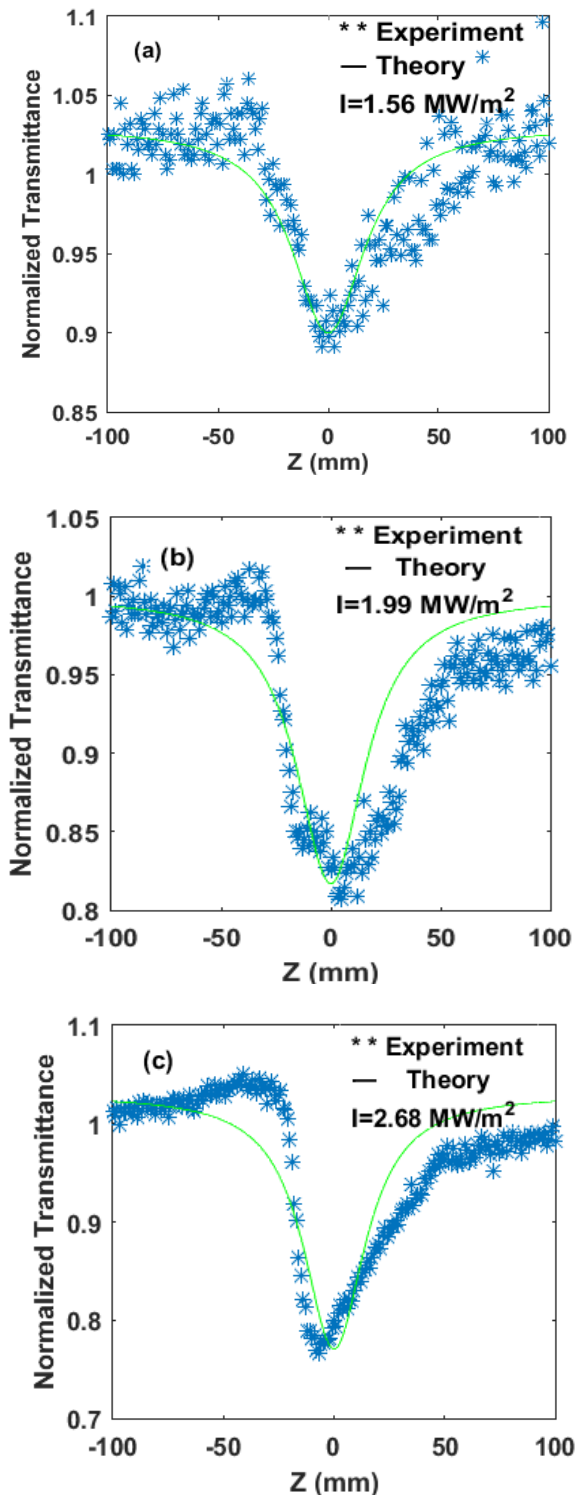 (a)
** Experiment
— Theory
I=1.56 MW/m²
1.1
1.05
1
0.95
0.9
0.85
Normalized Transmittance
-100 -50 0 50 100
Z (mm)
(b)
** Experiment
— Theory
I=1.99 MW/m²
1.05
1
0.95
0.9
0.85
0.8
Normalized Transmittance
-100 -50 0 50 100
Z (mm)
(c)
** Experiment
— Theory
I=2.68 MW/m²
1.1
1
0.9
0.8
0.7
Normalized Transmittance
-100 -50 0 50 100
Z (mm)